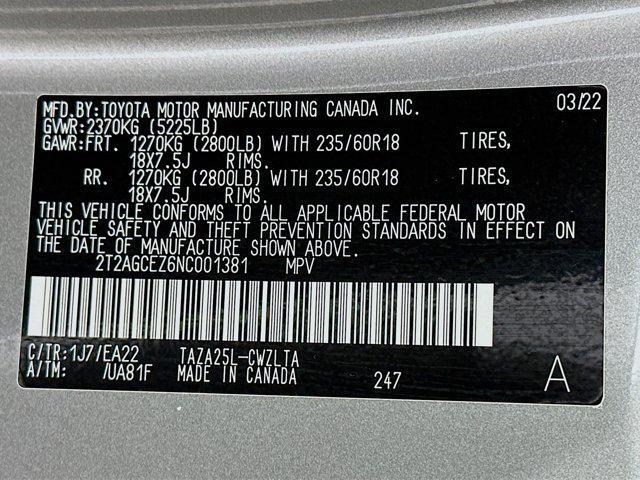 MFD.BY:TOYOTA MOTOR MANUFACTURING CANADA INC. 03/22
GVWR:2370KG (5225LB)
GAWR:FRT. 1270KG (2800LB) WITH 235/60R18 TIRES,
18X7.5J RIMS.
RR. 1270KG (2800LB) WITH 235/60R18 TIRES,
18X7.5J RIMS.
THIS VEHICLE CONFORMS TO ALL APPLICABLE FEDERAL MOTOR
VEHICLE SAFETY AND THEFT PREVENTION STANDARDS IN EFFECT ON
THE DATE OF MANUFACTURE SHOWN ABOVE.
2T2AGCEZ6NC001381 MPV
C/TR:1J7/EA22 TAZA25L-CWZLTA
A/TM: /UA81F MADE IN CANADA 247 A